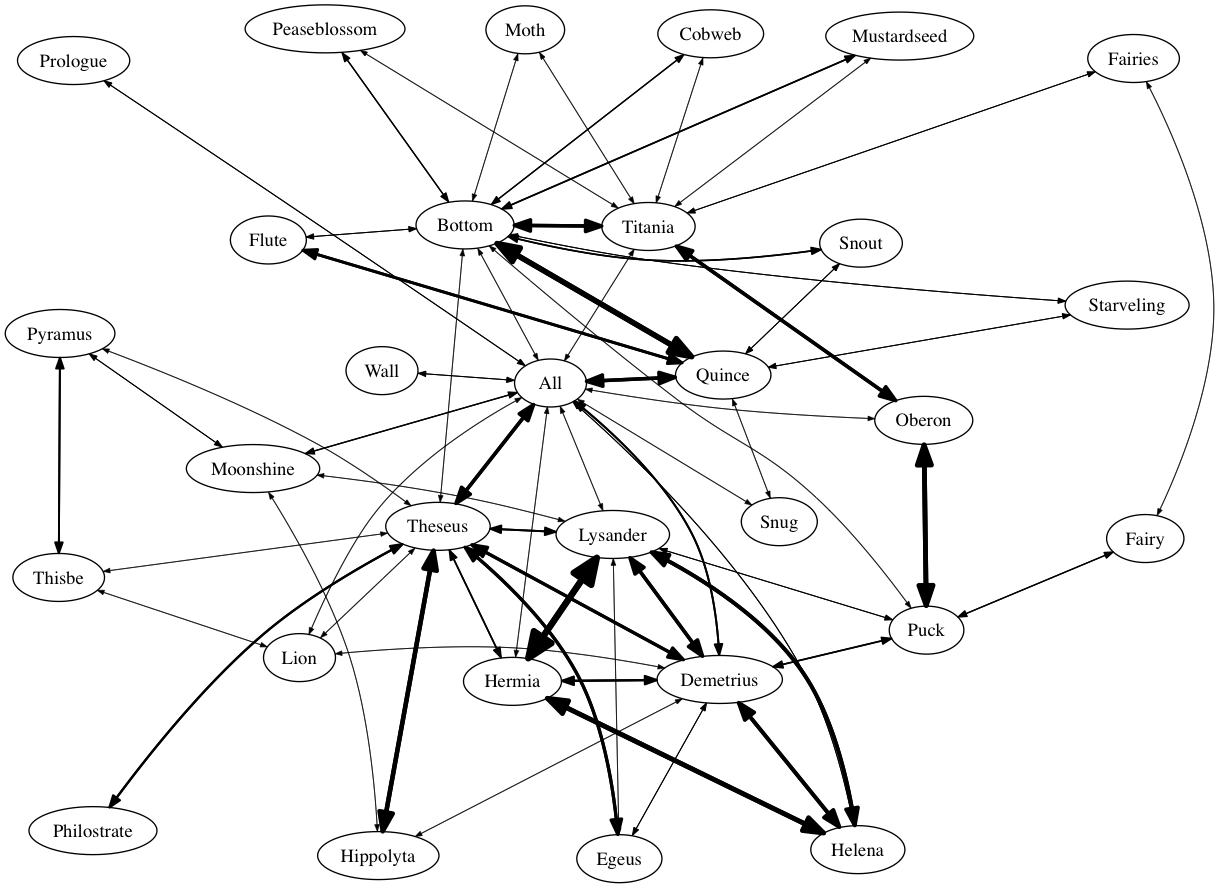 Peaseblossom
Moth
Cobweb
Mustardseed
Prologue
Fairies
Bottom
Titania
Flute
Snout
Starveling
Pyramus
Wall
All
Quince
Oberon
Moonshine
Theseus
Lysander
Snug
Fairy
Thisbe
Lion
Hermia
Demetrius
Puck
Philostrate
Hippolyta
Egeus
Helena